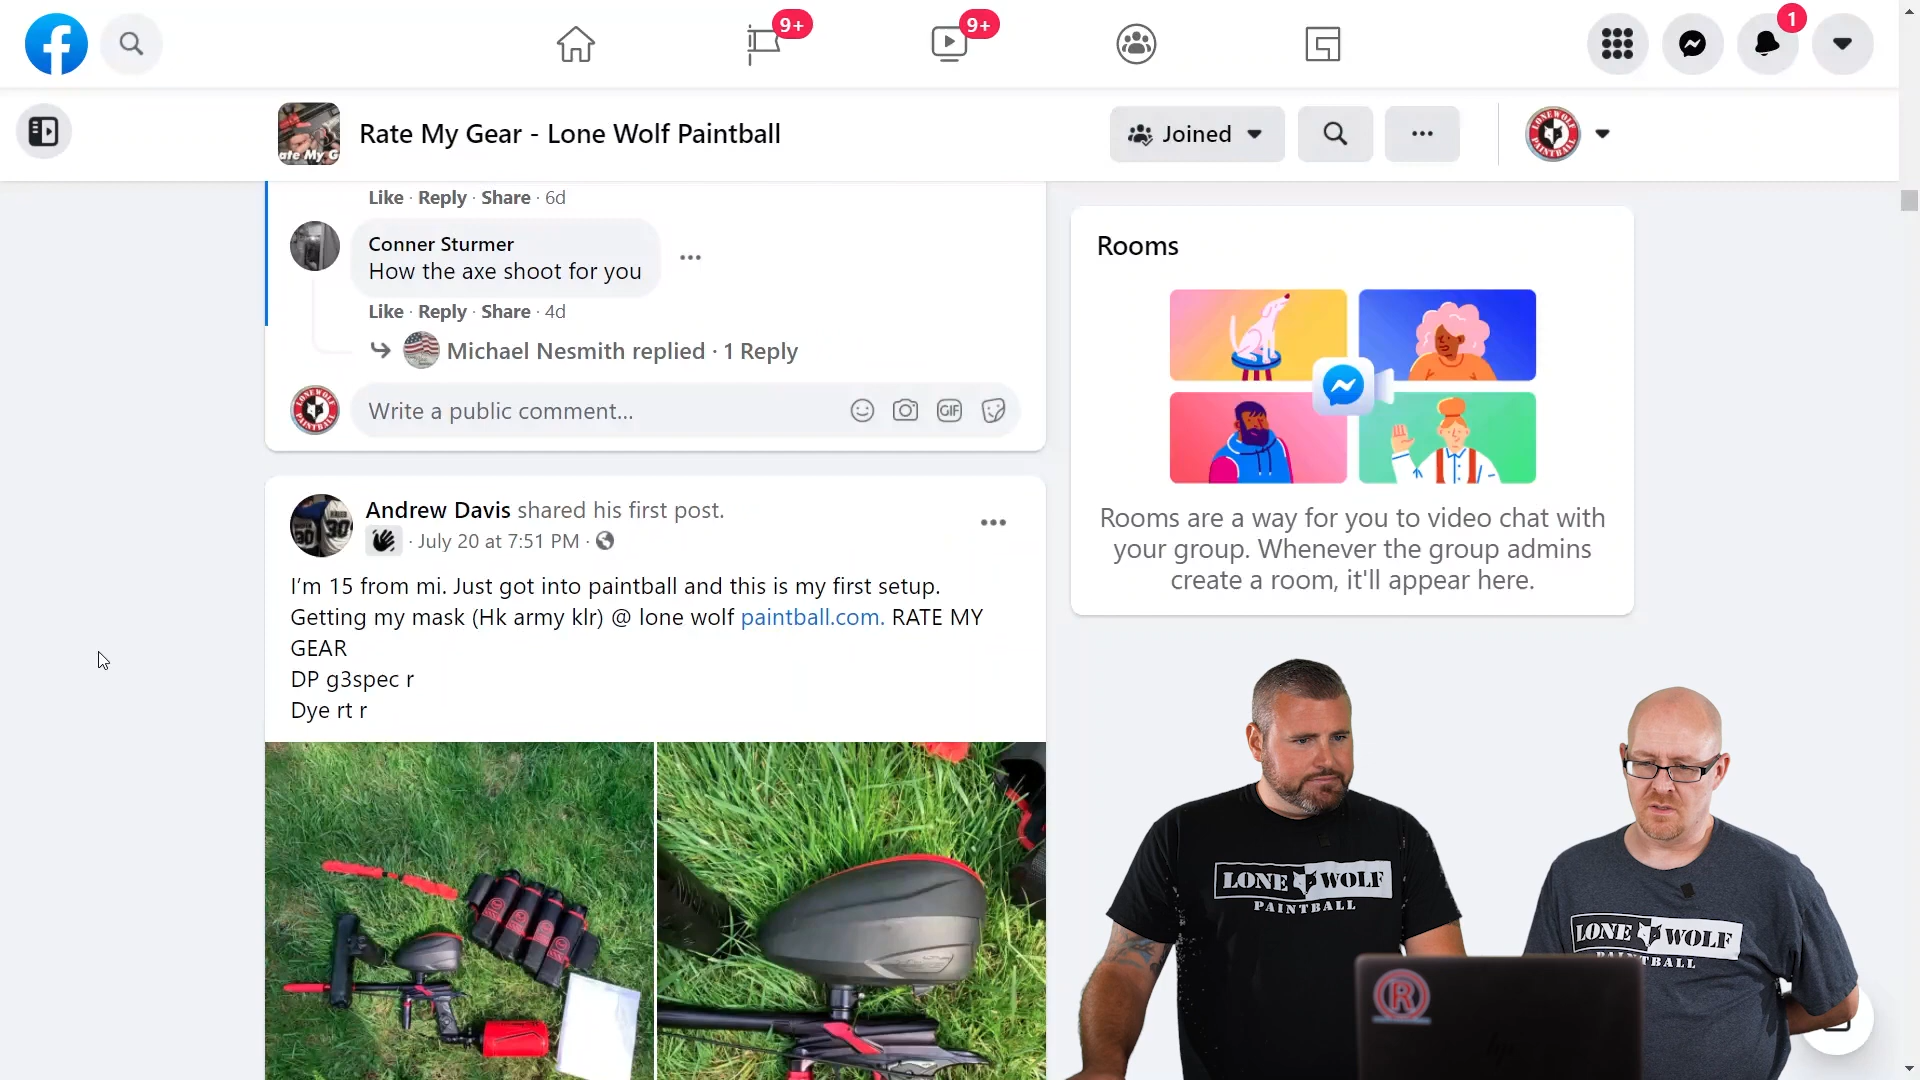 9+
9+
1
Rate My Gear - Lone Wolf Paintball
Joined
ate My G
Like · Reply · Share · 6d
Conner Sturmer
How the axe shoot for you
Like · Reply · Share · 4d
Michael Nesmith replied · 1 Reply
Write a public comment...
GIF
Rooms
Rooms are a way for you to video chat with
your group. Whenever the group admins
create a room, it'll appear here.
Andrew Davis shared his first post.
· July 20 at 7:51 PM ·
I'm 15 from mi. Just got into paintball and this is my first setup.
Getting my mask (Hk army klr) @ lone wolf paintball.com. RATE MY
GEAR
DP g3spec r
Dye rt r
LONE WOLF
PAINTBALL
LONE WOLF
PAINTBALL
R